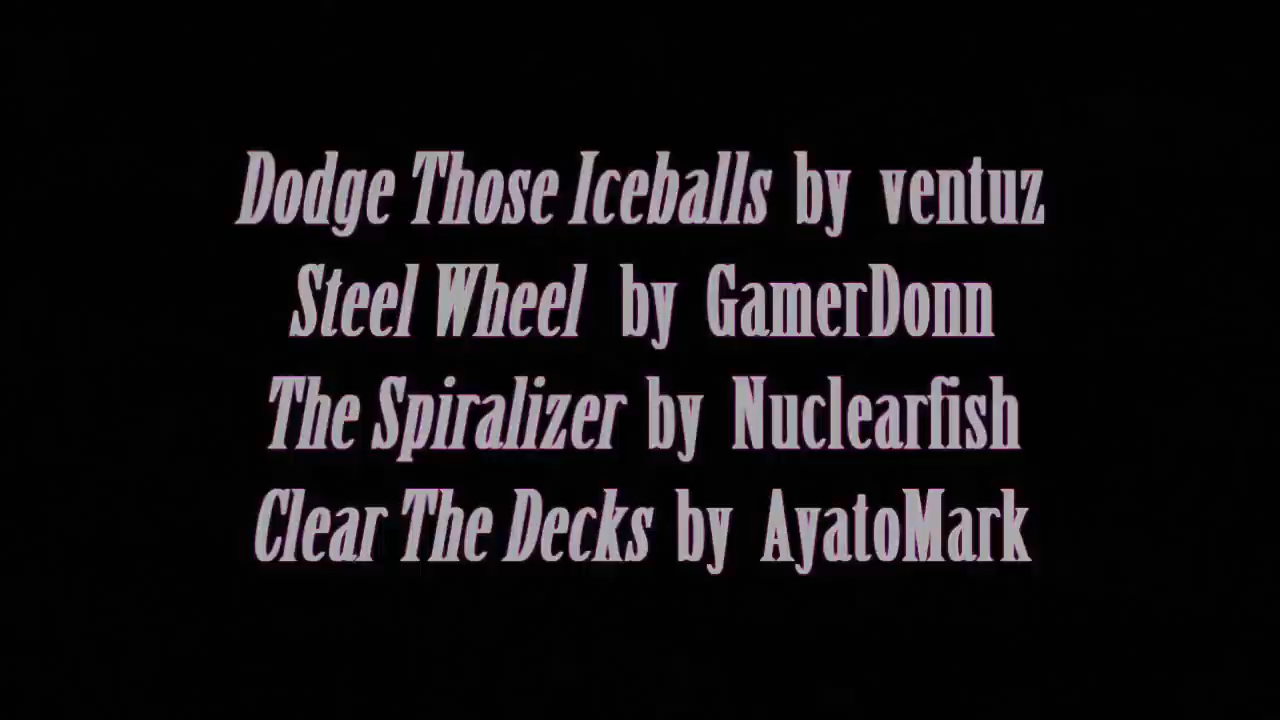 Dodge Those Iceballs by ventuz
Steel Wheel by GamerDonn
The Spiralizer by Nuclearfish
Clear The Decks by AyatoMark